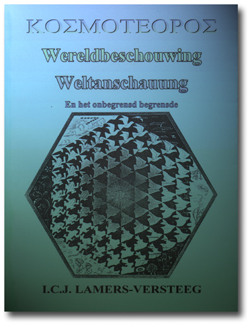 ΚΟΣΜΟΤΕΟΡΟΣ
Wereldbeschouwing
Weltanschauung
En het onbegrensd begrensde
I.C.J. LAMERS-VERSTEEG